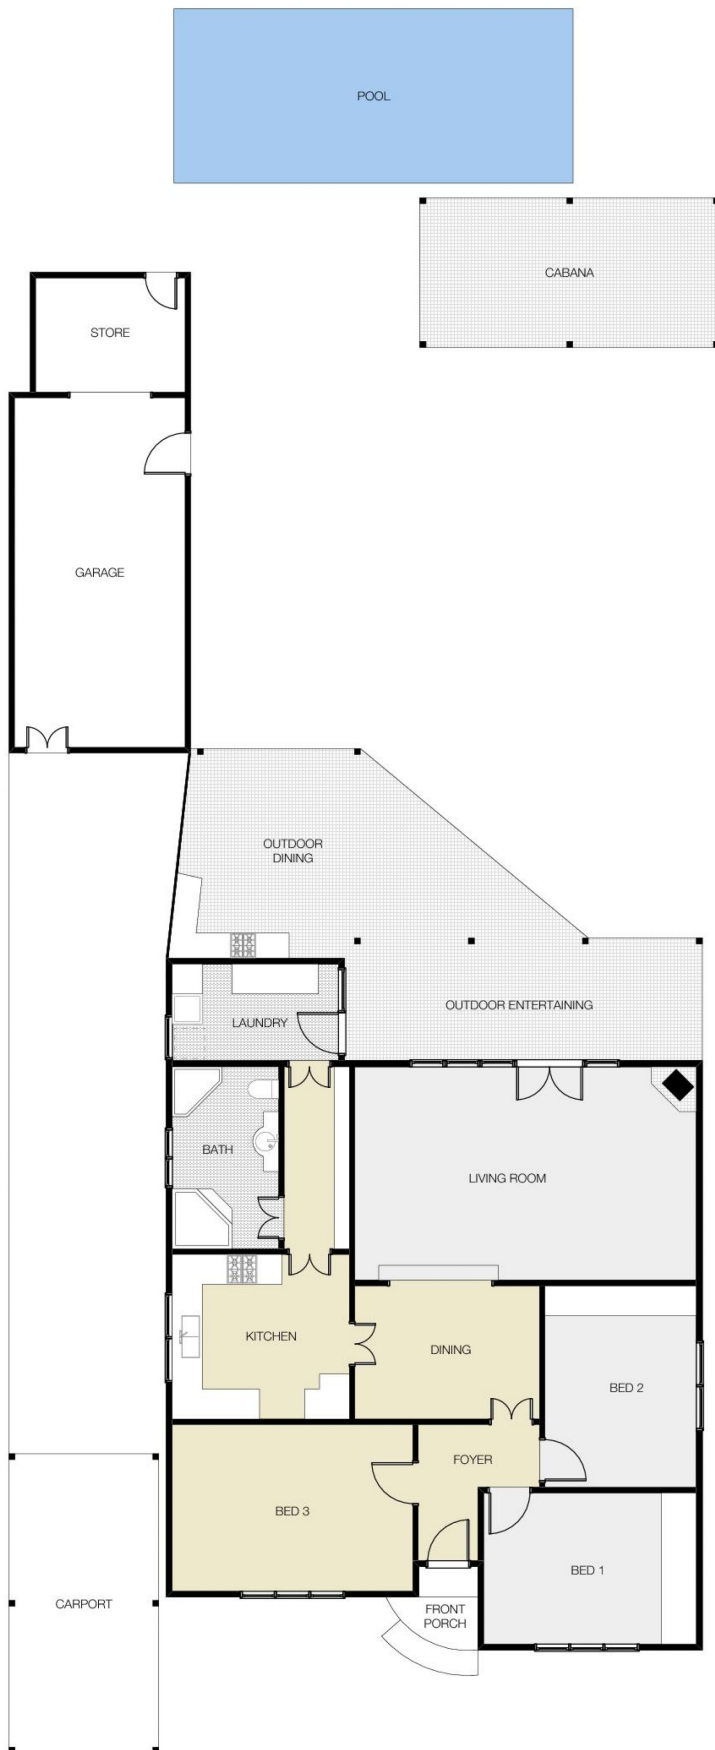 POOL
CABANA
STORE
GARAGE
OUTDOOR
DINING
OUTDOOR ENTERTAINING
LAUNDRY
BATH
LIVING ROOM
KITCHEN
DINING
BED 2
FOYER
BED 3
BED 1
CARPORT
FRONT
PORCH